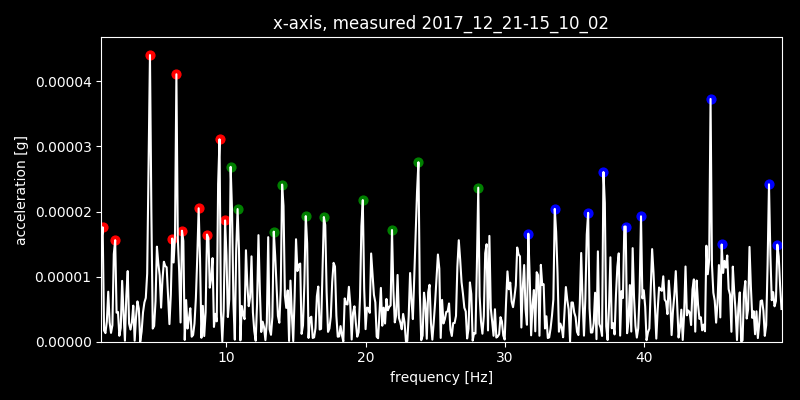 x-axis, measured 2017_12_21-15_10_02
0.00004
0.00003
0.00002
0.00001
0.00000
acceleration [g]
10 20 30 40
frequency [Hz]